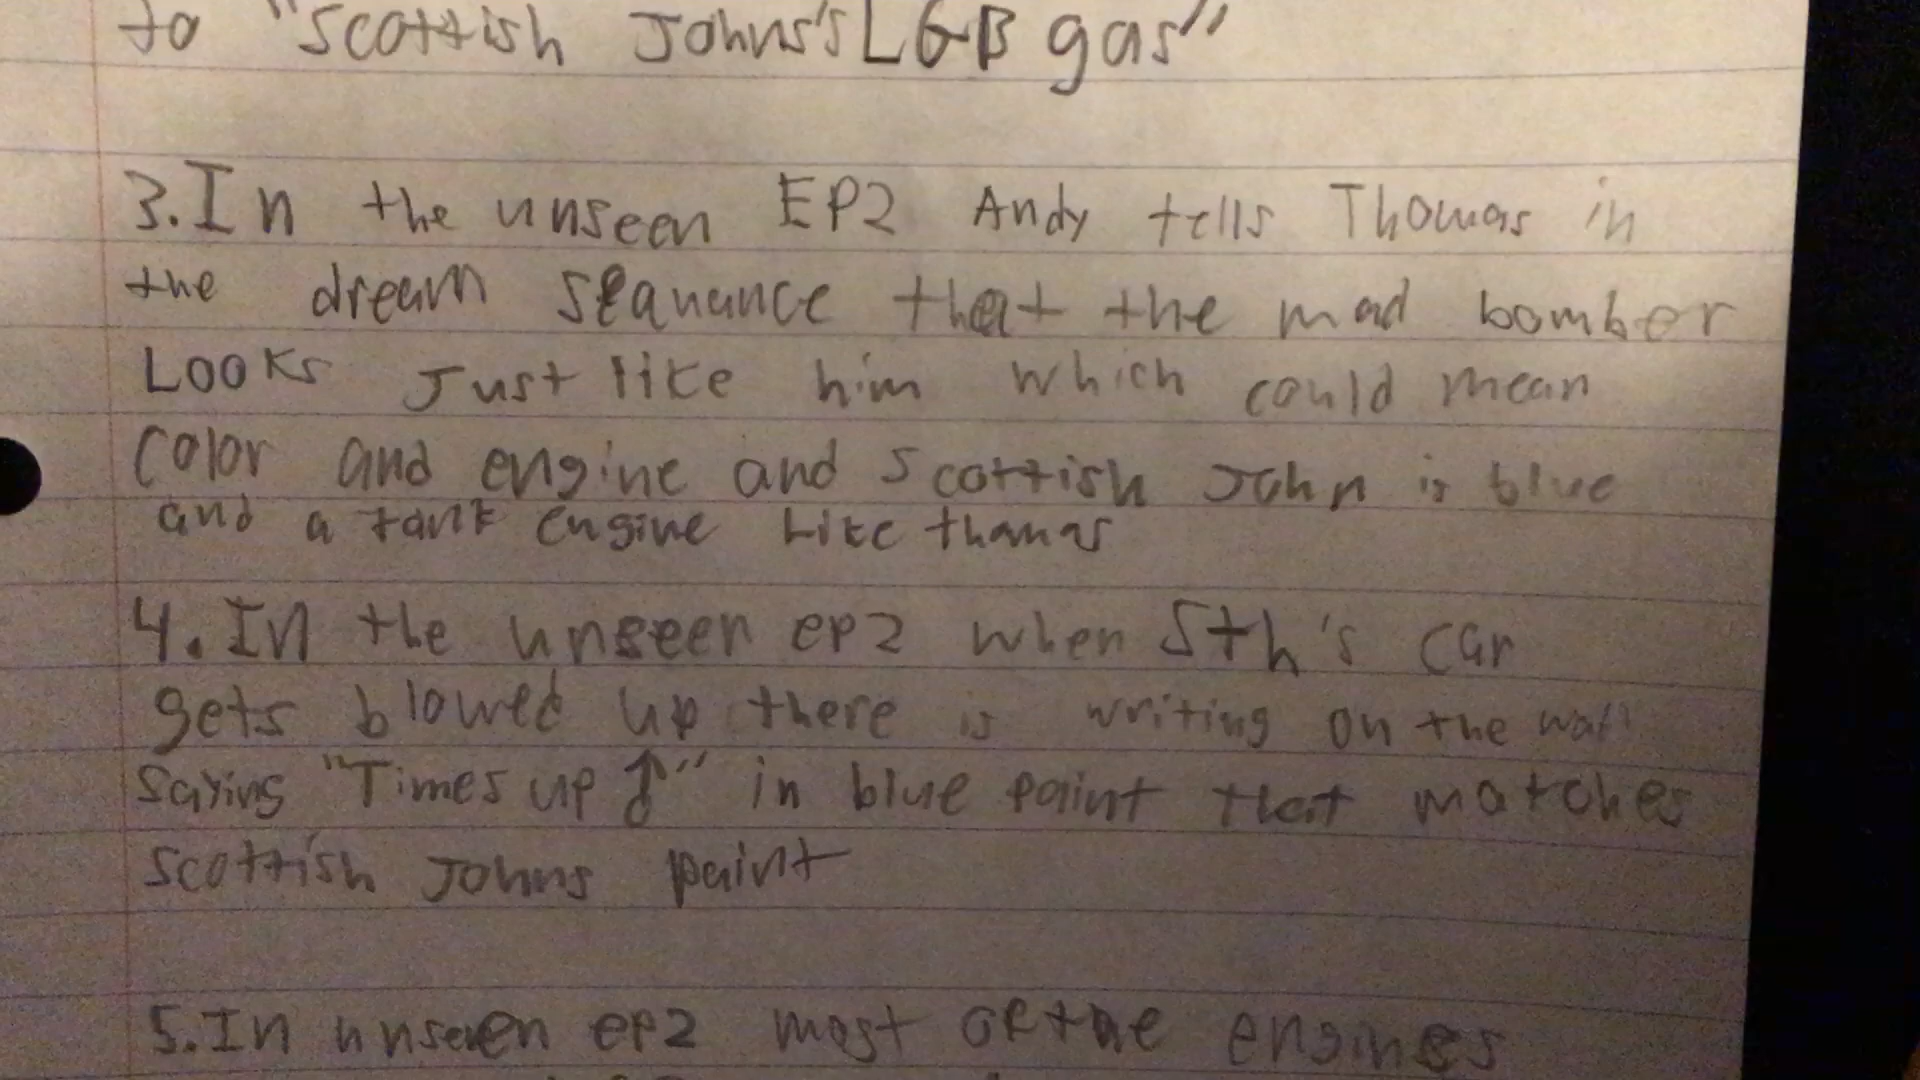 to "Scottish Johns's LGB gas"
3. In the unseen EP2 Andy tells Thomas in
the dream seanuance that the mad bomber
Looks Just like him which could mean
color and engine and Scottish John is blue
and a tank engine Like thomas
4. In the unseen ep2 when Sth's car
gets blowed up there is writing on the wall
saying "Times up" in blue paint that matches
scottish Johns paint
5. In unseen ep2 most of the engines